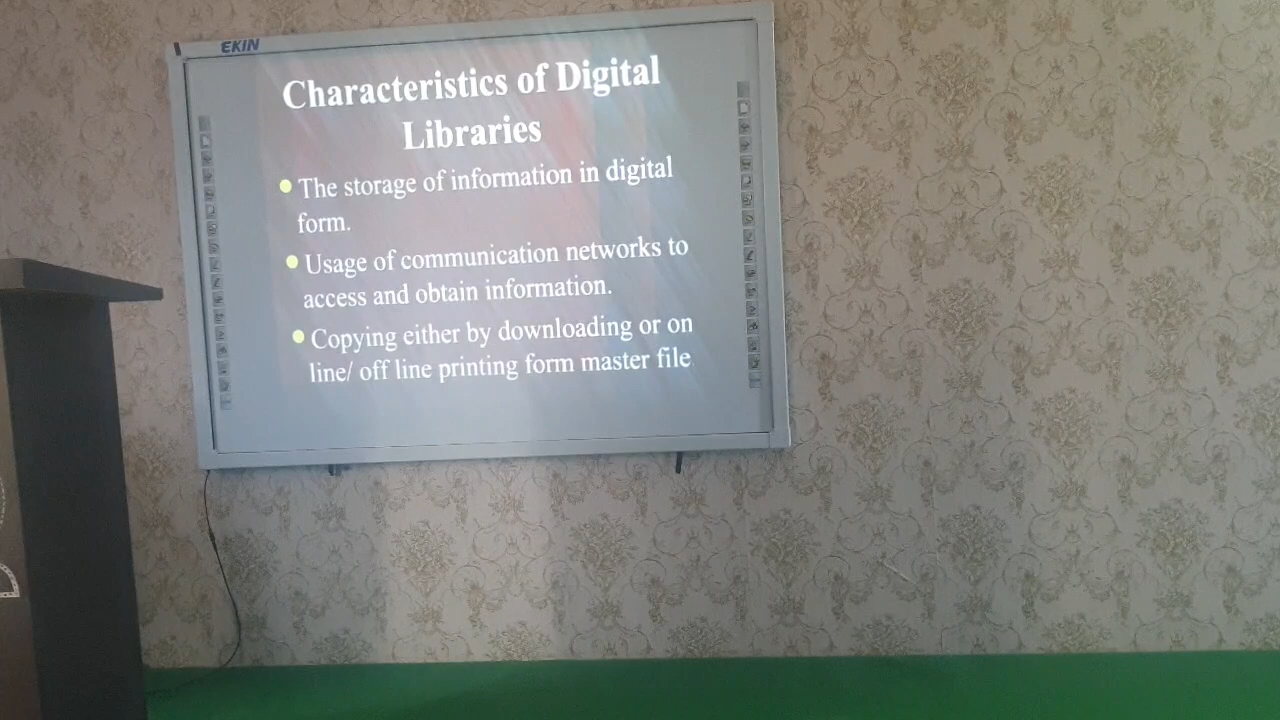 EKIN
Characteristics of Digital
Libraries
The storage of information in digital
form.
Usage of communication networks to
access and obtain information.
Copying either by downloading or on
line/ off line printing form master file